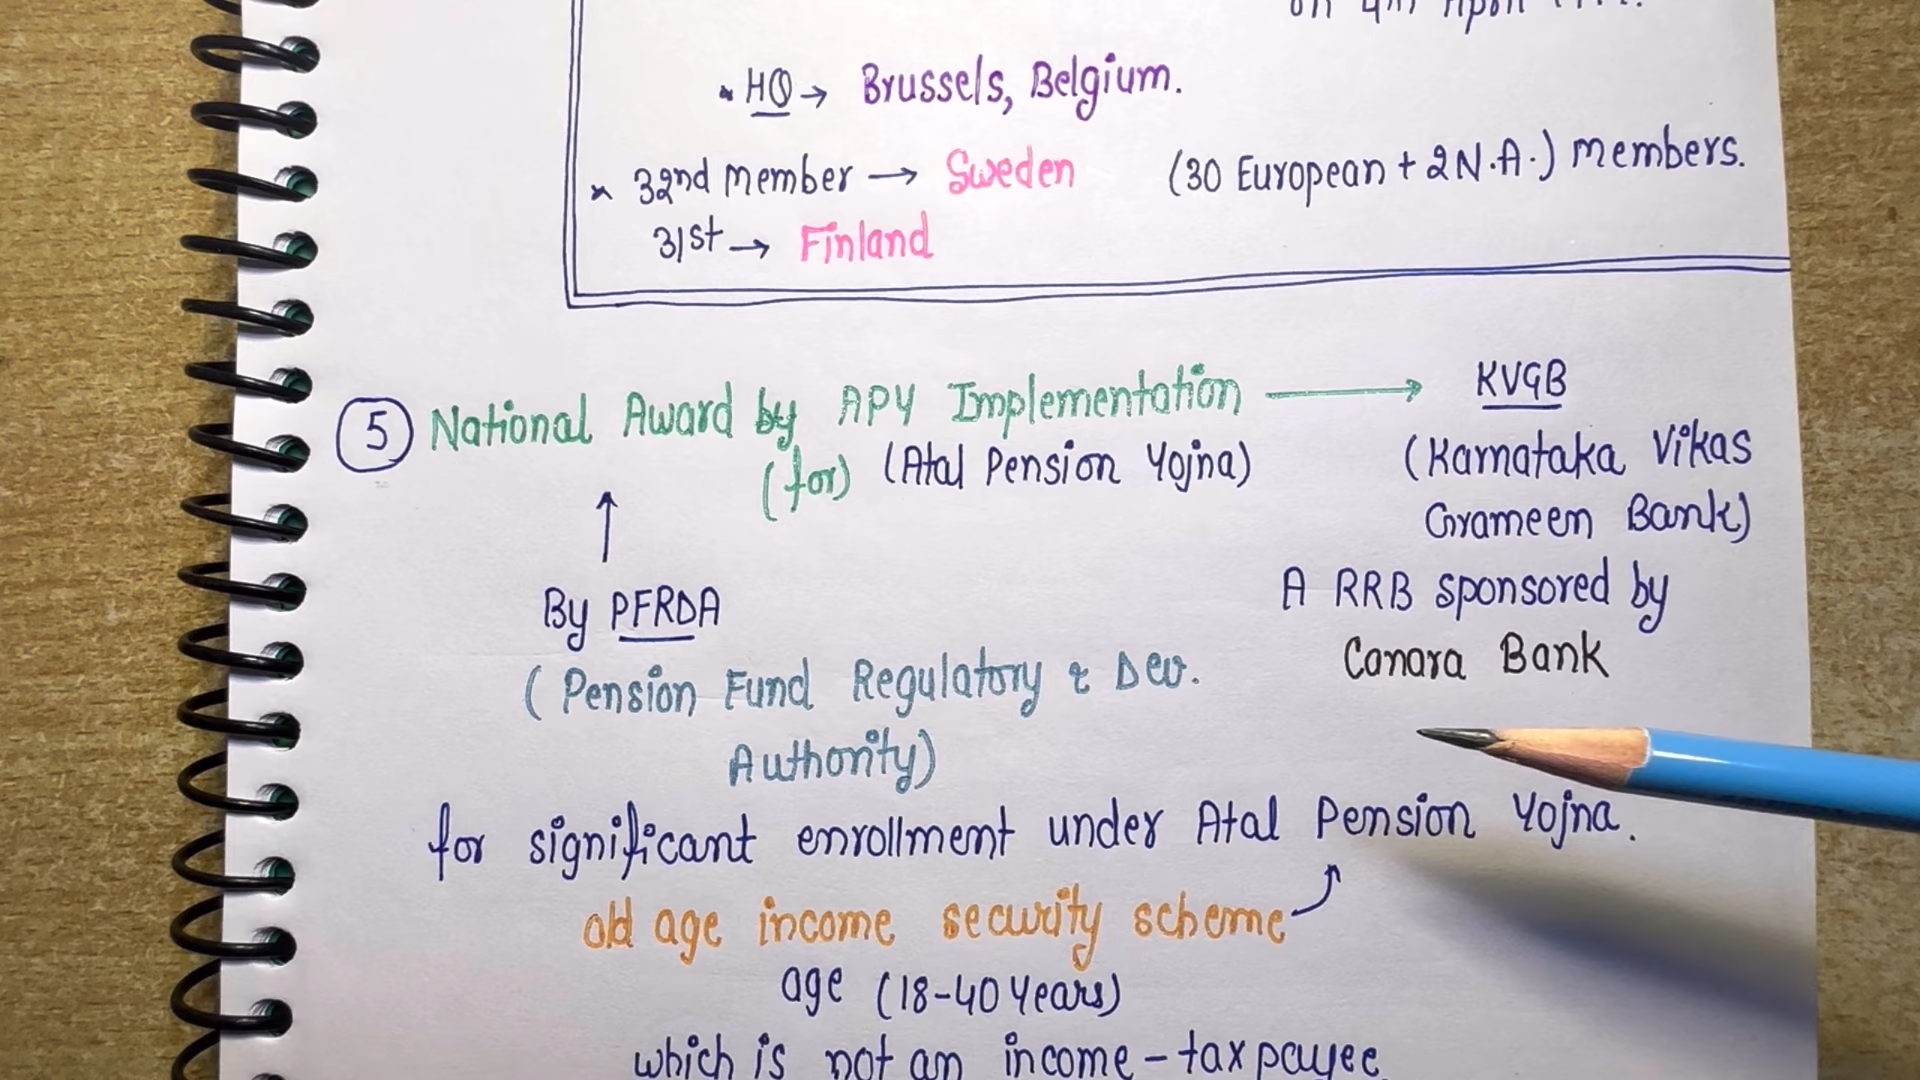 on 4th April
* HQ → Brussels, Belgium.
* 32nd member → Sweden (30 European + 2 N.A.) members.
31st → Finland
5 National Award by APY Implementation → KVGB
(for) (Atal Pension Yojna) (Karnataka Vikas
Grameen Bank)
By PFRDA A RRB sponsored by
(Pension Fund Regulatory & Dev. Canara Bank
Authority)
for significant enrollment under Atal Pension Yojna.
old age income security scheme
age (18-40 Years)
which is not an income-tax payee.